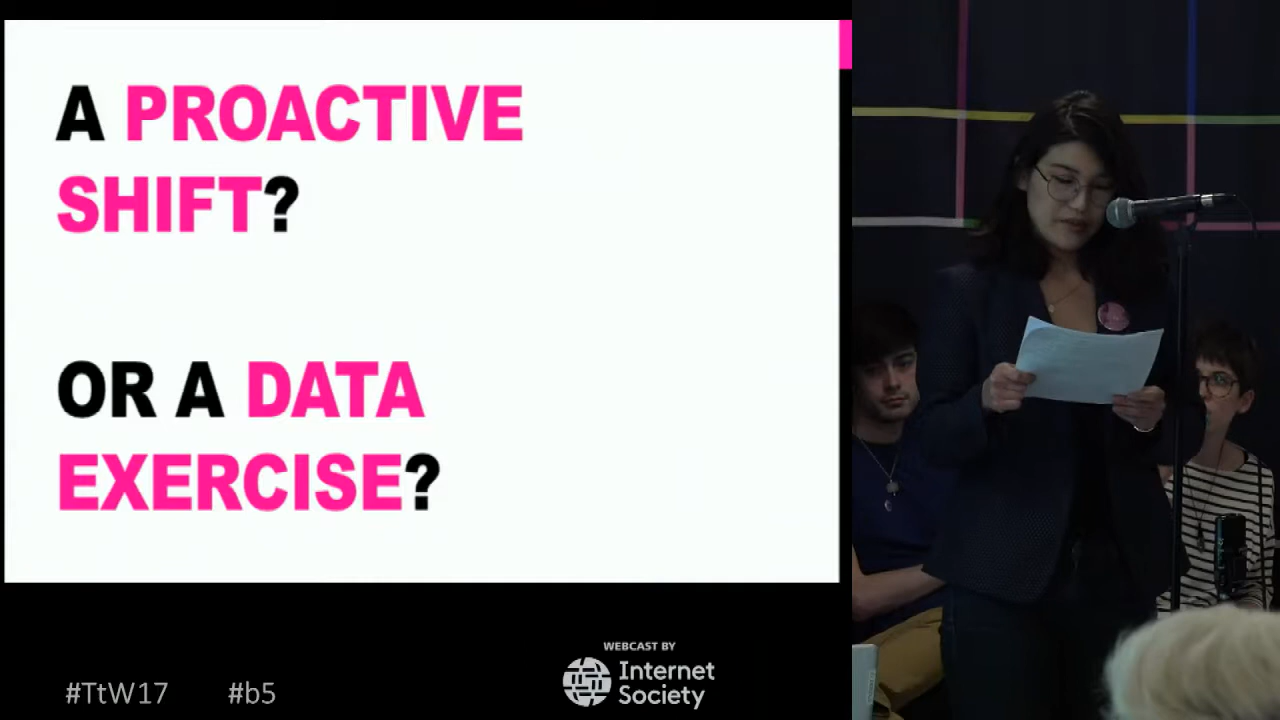 A PROACTIVE
SHIFT?
OR A DATA
EXERCISE?
WEBCAST BY
Internet
Society
#TtW17 #b5